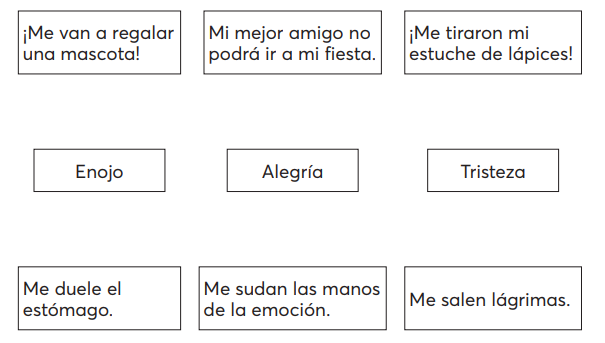 ¡Me van a regalar
una mascota!
Mi mejor amigo no
podrá ir a mi fiesta.
¡Me tiraron mi
estuche de lápices!
Enojo
Alegría
Tristeza
Me duele el
estómago.
Me sudan las manos
de la emoción.
Me salen lágrimas.